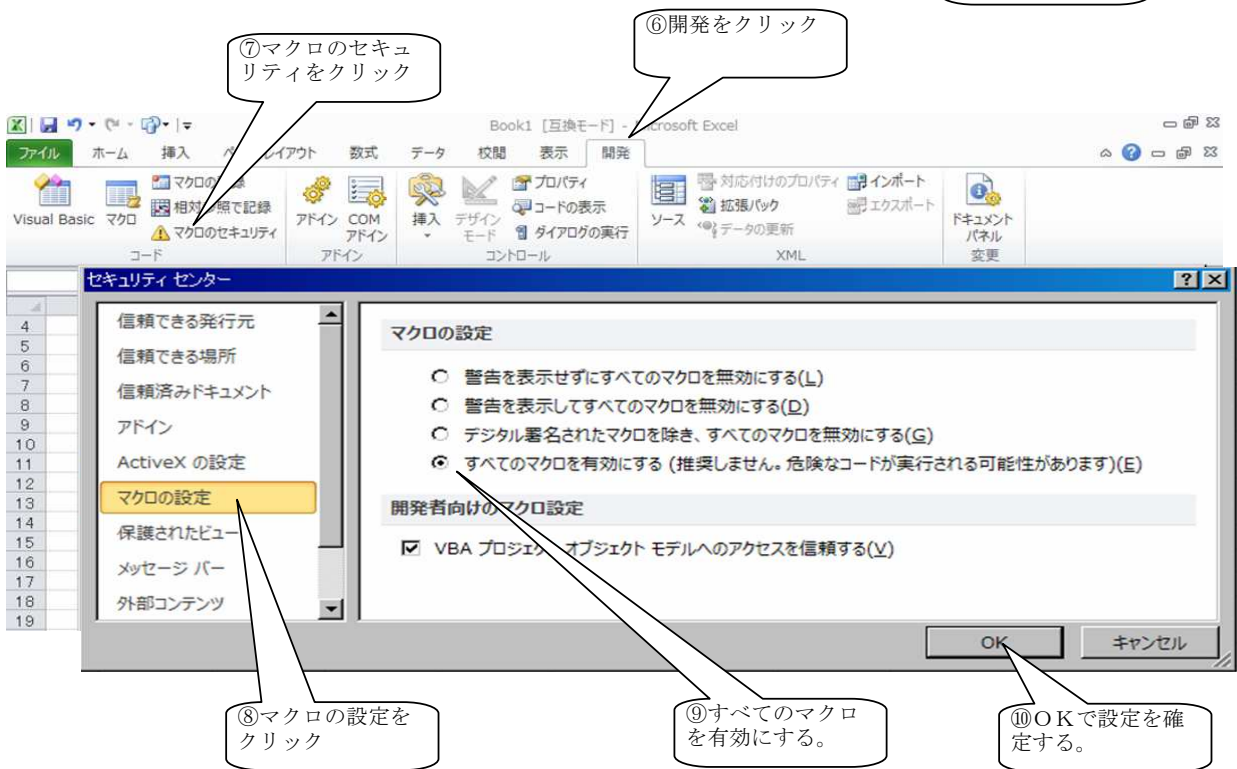 ⑥開発をクリック
⑦マクロのセキュ
リティをクリック
Book1 [互換モード] - Microsoft Excel
ファイル ホーム 挿入 数式 データ 校閲 表示 開発
Visual Basic
マクロ
相対参照で記録
マクロのセキュリティ
コード
アドイン
COM
アドイン
アドイン
挿入
デザイン
モード
プロパティ
コードの表示
ダイアログの実行
コントロール
ソース
対応付けのプロパティ
拡張パック
データの更新
インポート
エクスポート
XML
ドキュメント
パネル
変更
セキュリティ センター
信頼できる発行元
信頼できる場所
信頼済みドキュメント
アドイン
ActiveX の設定
マクロの設定
保護されたビュー
メッセージ バー
外部コンテンツ
4
5
6
7
8
9
10
11
12
13
14
15
16
17
18
19
マクロの設定
警告を表示せずにすべてのマクロを無効にする(L)
警告を表示してすべてのマクロを無効にする(D)
デジタル署名されたマクロを除き、すべてのマクロを無効にする(G)
すべてのマクロを有効にする (推奨しません。危険なコードが実行される可能性があります)(E)
開発者向けのマクロ設定
VBA プロジェクト オブジェクト モデルへのアクセスを信頼する(V)
OK
キャンセル
⑧マクロの設定を
クリック
⑨すべてのマクロ
を有効にする。
⑩OKで設定を確
定する。